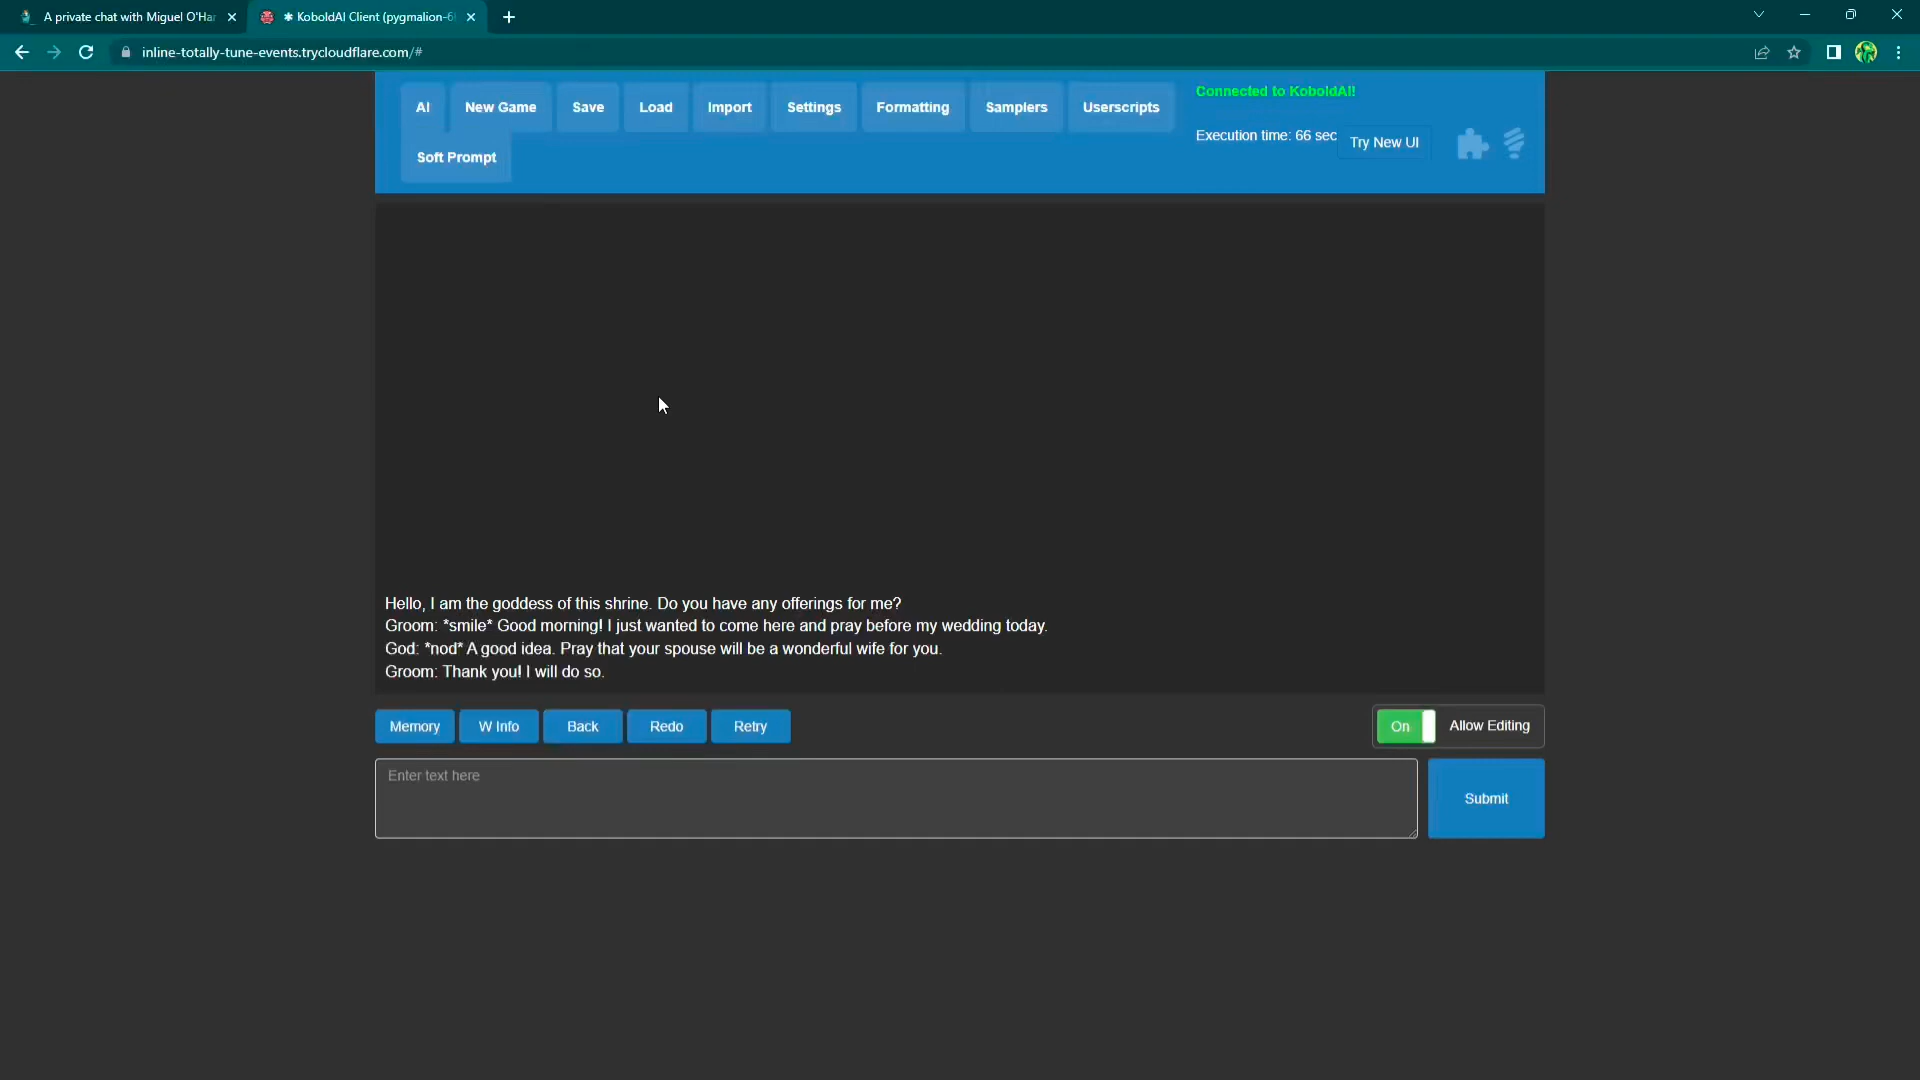 A private chat with Miguel O'Har
✱ KoboldAI Client (pygmalion-6
inline-totally-tune-events.trycloudflare.com/#
AI
New Game
Save
Load
Import
Settings
Formatting
Samplers
Userscripts
Connected to KoboldAI!
Execution time: 66 sec
Try New UI
Soft Prompt
Hello, I am the goddess of this shrine. Do you have any offerings for me?
Groom: *smile* Good morning! I just wanted to come here and pray before my wedding today.
God: *nod* A good idea. Pray that your spouse will be a wonderful wife for you.
Groom: Thank you! I will do so.
Memory
W Info
Back
Redo
Retry
On
Allow Editing
Enter text here
Submit